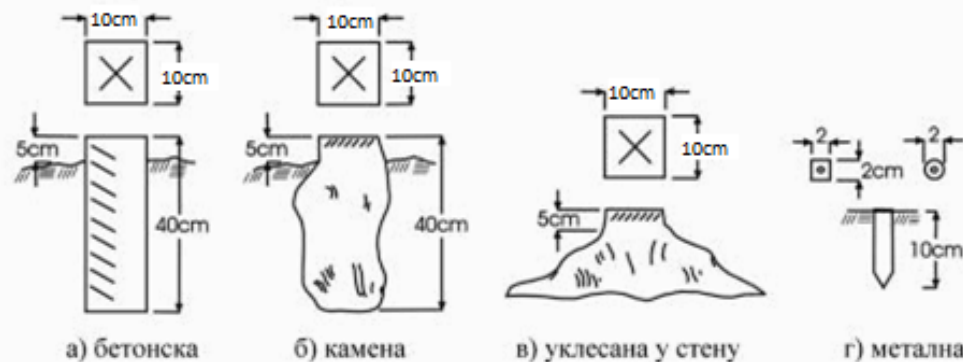 10cm
10cm
5cm
40cm
а) бетонска
10cm
10cm
5cm
40cm
б) камена
10cm
10cm
5cm
в) уклесана у стену
2
2
2cm
10cm
г) метална